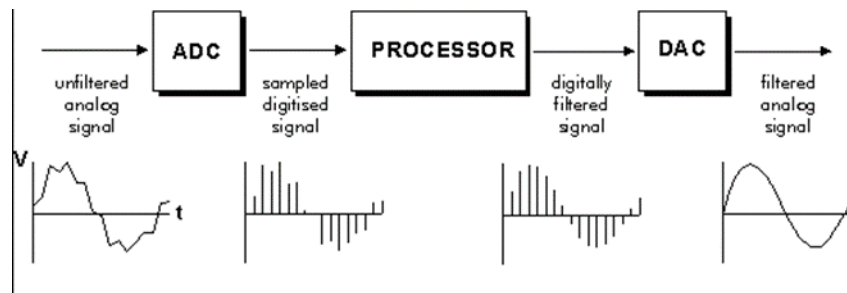 ADC
PROCESSOR
DAC
unfiltered
analog
signal
sampled
digitised
signal
digitally
filtered
signal
filtered
analog
signal
V
t